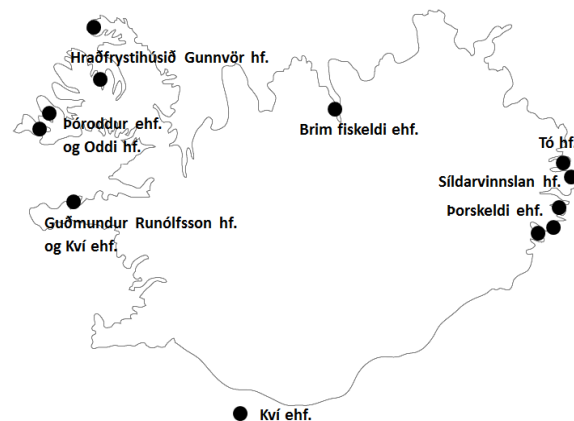 Hraðfrystihúsið Gunnvör hf.
Þóroddur ehf.
og Oddi hf.
Brim fiskeldi ehf.
Tó hf
Síldarvinnslan hf.
Þorskeldi ehf.
Guðmundur Runólfsson hf.
og Kví ehf.
Kví ehf.